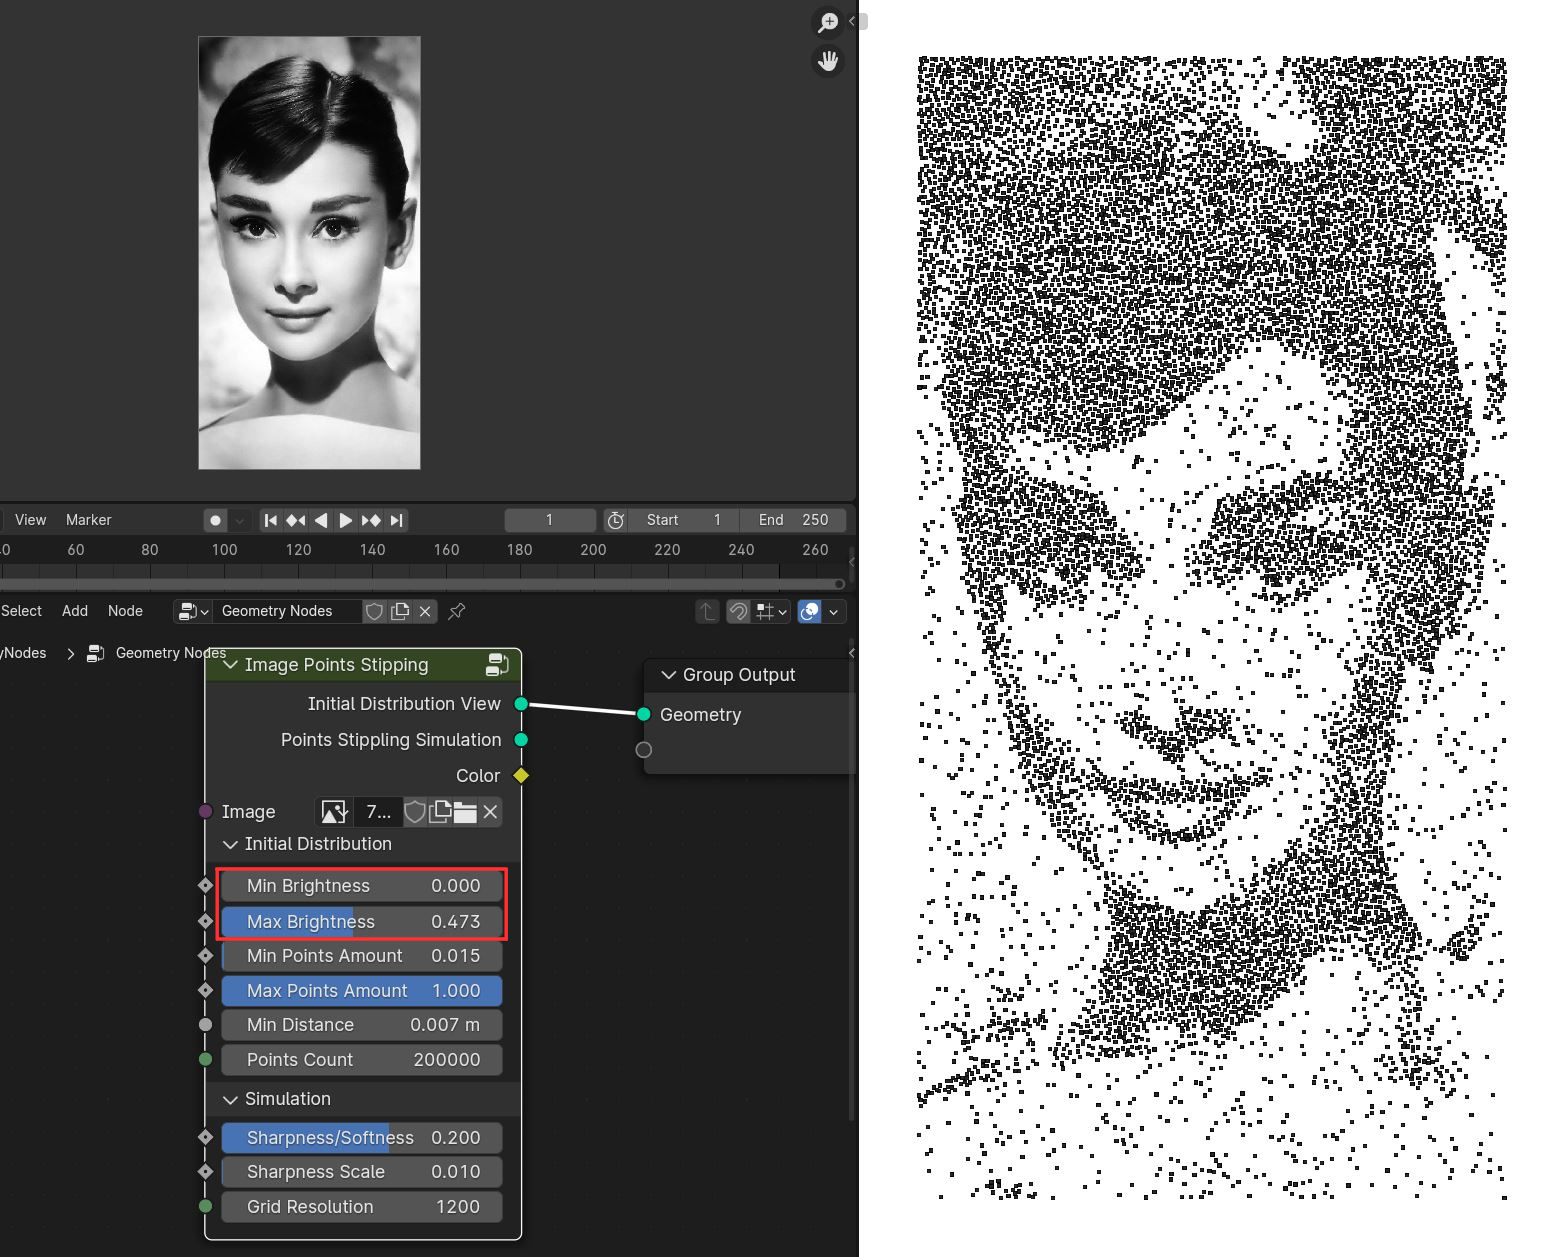 View Marker
1 Start 1 End 250
60 80 100 120 140 160 180 200 220 240 260
Select Add Node Geometry Nodes
yNodes > Geometry Nodes
Image Points Stipping
Initial Distribution View
Points Stippling Simulation
Color
Image 7...
Initial Distribution
Min Brightness 0.000
Max Brightness 0.473
Min Points Amount 0.015
Max Points Amount 1.000
Min Distance 0.007 m
Points Count 200000
Simulation
Sharpness/Softness 0.200
Sharpness Scale 0.010
Grid Resolution 1200
Group Output
Geometry